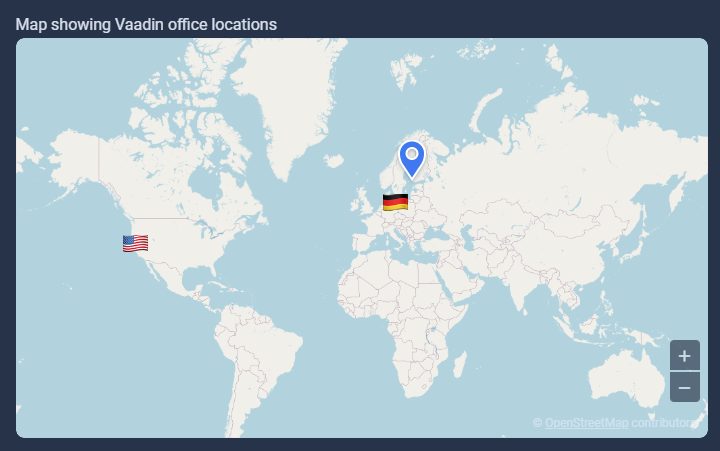 Map showing Vaadin office locations
+
−
© OpenStreetMap contributors.